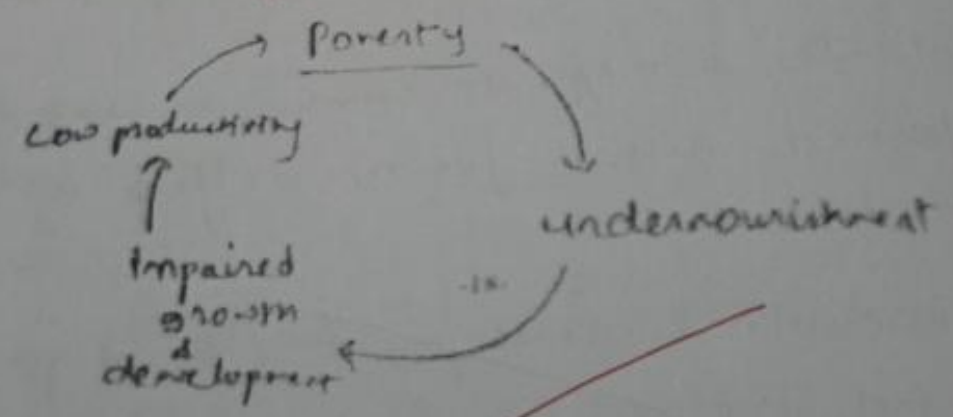 Poverty
Low productivity
undernourishment
Impaired
growth
&
development